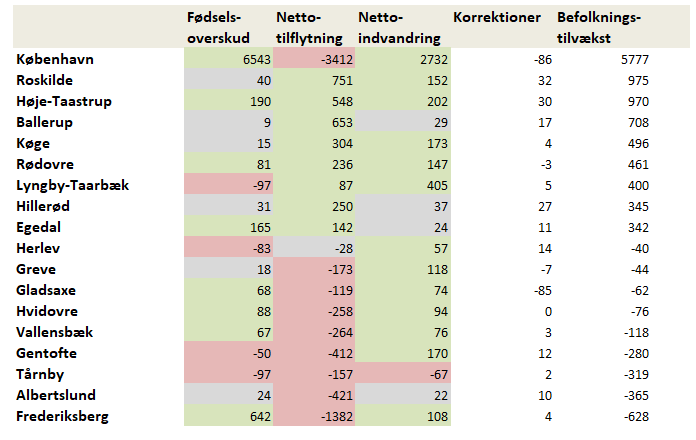 Fødsels- Netto- Netto- Korrektioner Befolknings-
overskud tilflytning indvandring tilvækst
København 6543 -3412 2732 -86 5777
Roskilde 40 751 152 32 975
Høje-Taastrup 190 548 202 30 970
Ballerup 9 653 29 17 708
Køge 15 304 173 4 496
Rødovre 81 236 147 -3 461
Lyngby-Taarbæk -97 87 405 5 400
Hillerød 31 250 37 27 345
Egedal 165 142 24 11 342
Herlev -83 -28 57 14 -40
Greve 18 -173 118 -7 -44
Gladsaxe 68 -119 74 -85 -62
Hvidovre 88 -258 94 0 -76
Vallensbæk 67 -264 76 3 -118
Gentofte -50 -412 170 12 -280
Tårnby -97 -157 -67 2 -319
Albertslund 24 -421 22 10 -365
Frederiksberg 642 -1382 108 4 -628